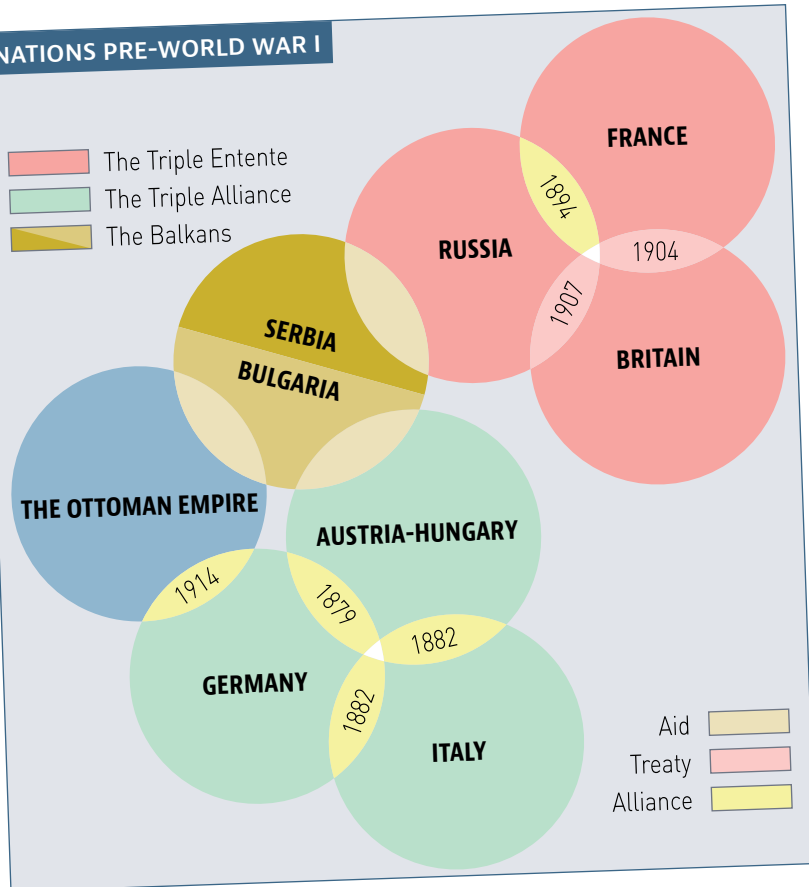 NATIONS PRE-WORLD WAR I
The Triple Entente
The Triple Alliance
The Balkans
FRANCE
1894
RUSSIA
1904
1907
BRITAIN
SERBIA
BULGARIA
THE OTTOMAN EMPIRE
AUSTRIA-HUNGARY
1914
1879
1882
GERMANY
1882
ITALY
Aid
Treaty
Alliance